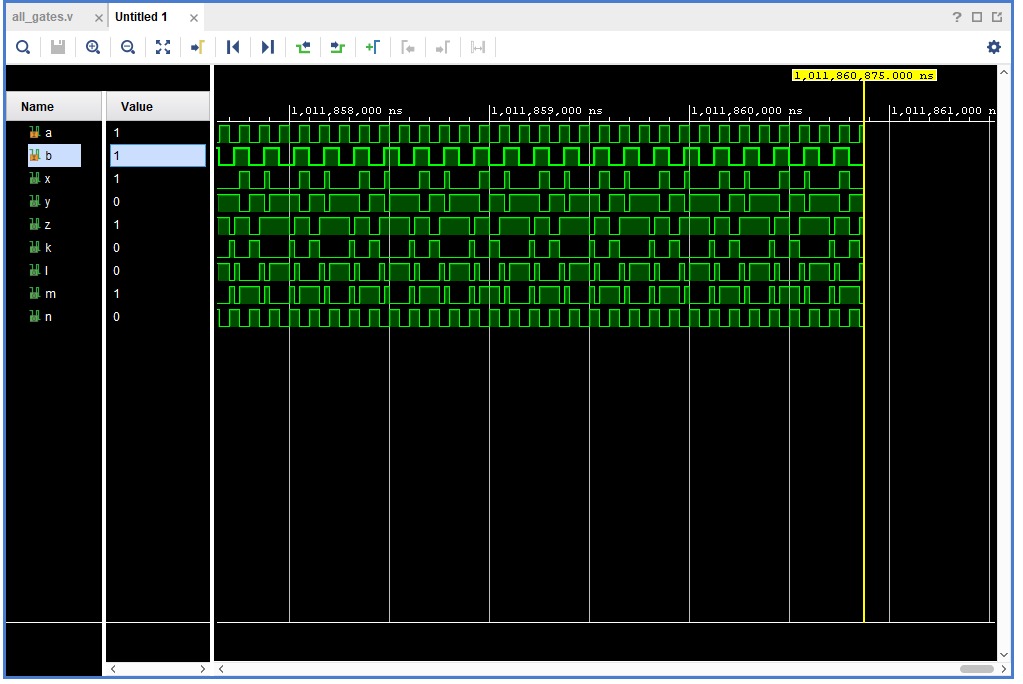 all_gates.v × Untitled 1 × ?
1,011,860,875.000 ns
Name Value
1,011,858,000 ns 1,011,859,000 ns 1,011,860,000 ns 1,011,861,000 n
a 1
b 1
x 1
y 0
z 1
k 0
l 0
m 1
n 0